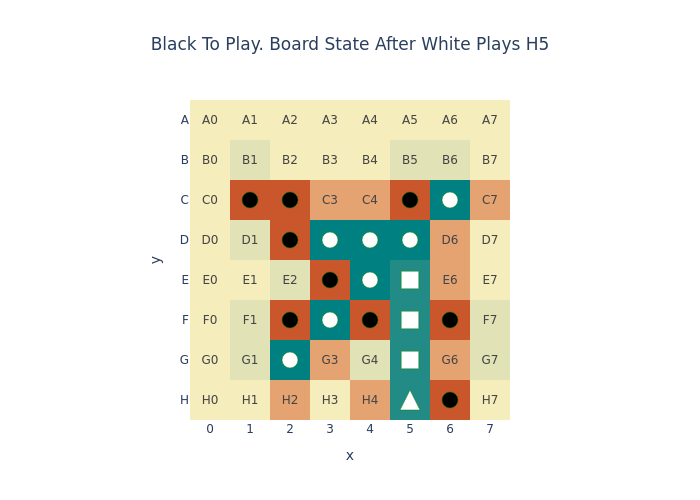 Black To Play. Board State After White Plays H5
A A0 A1 A2 A3 A4 A5 A6 A7
B B0 B1 B2 B3 B4 B5 B6 B7
C C0 C3 C4 C7
D D0 D1 D6 D7
y
E E0 E1 E2 E6 E7
F F0 F1 F7
G G0 G1 G3 G4 G6 G7
H H0 H1 H2 H3 H4 H7
0 1 2 3 4 5 6 7
x